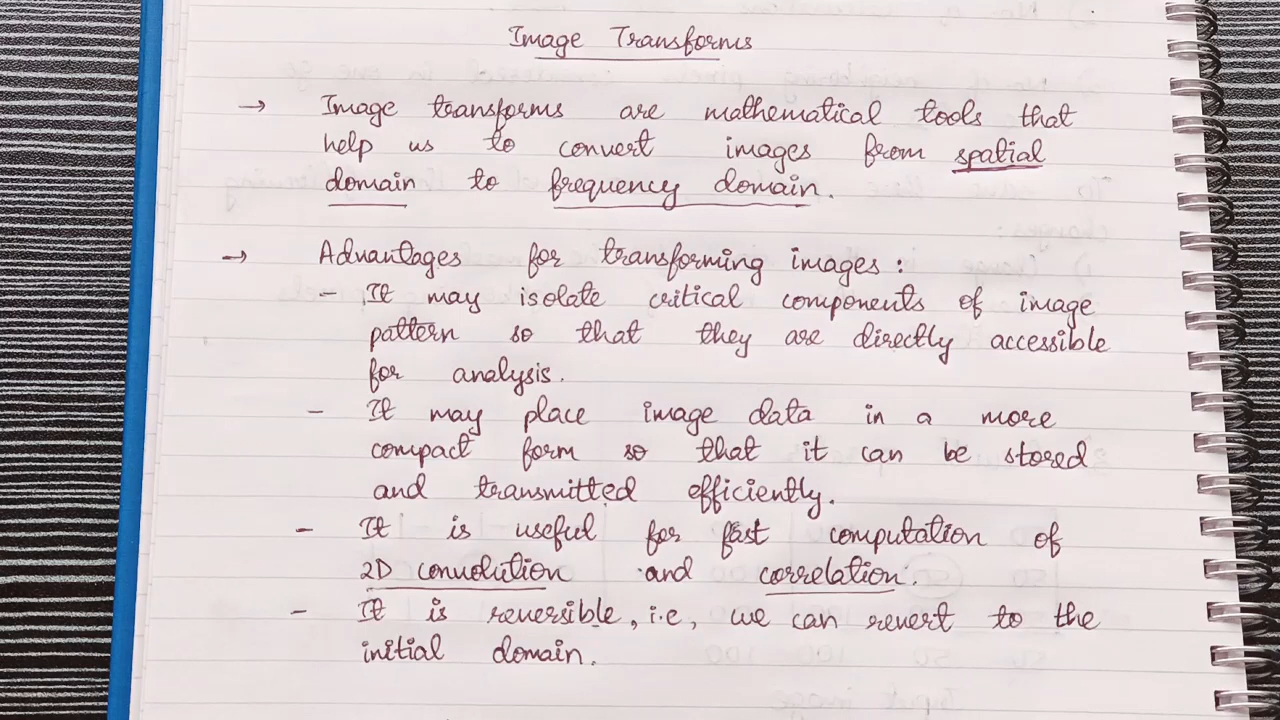 Image Transforms
→ Image transforms are mathematical tools that
help us to convert images from spatial
domain to frequency domain.
→ Advantages for transforming images :
- It may isolate critical components of image
pattern so that they are directly accessible
for analysis.
- It may place image data in a more
compact form so that it can be stored
and transmitted efficiently.
- It is useful for fast computation of
2D convolution and correlation.
- It is reversible, i.e, we can revert to the
initial domain.